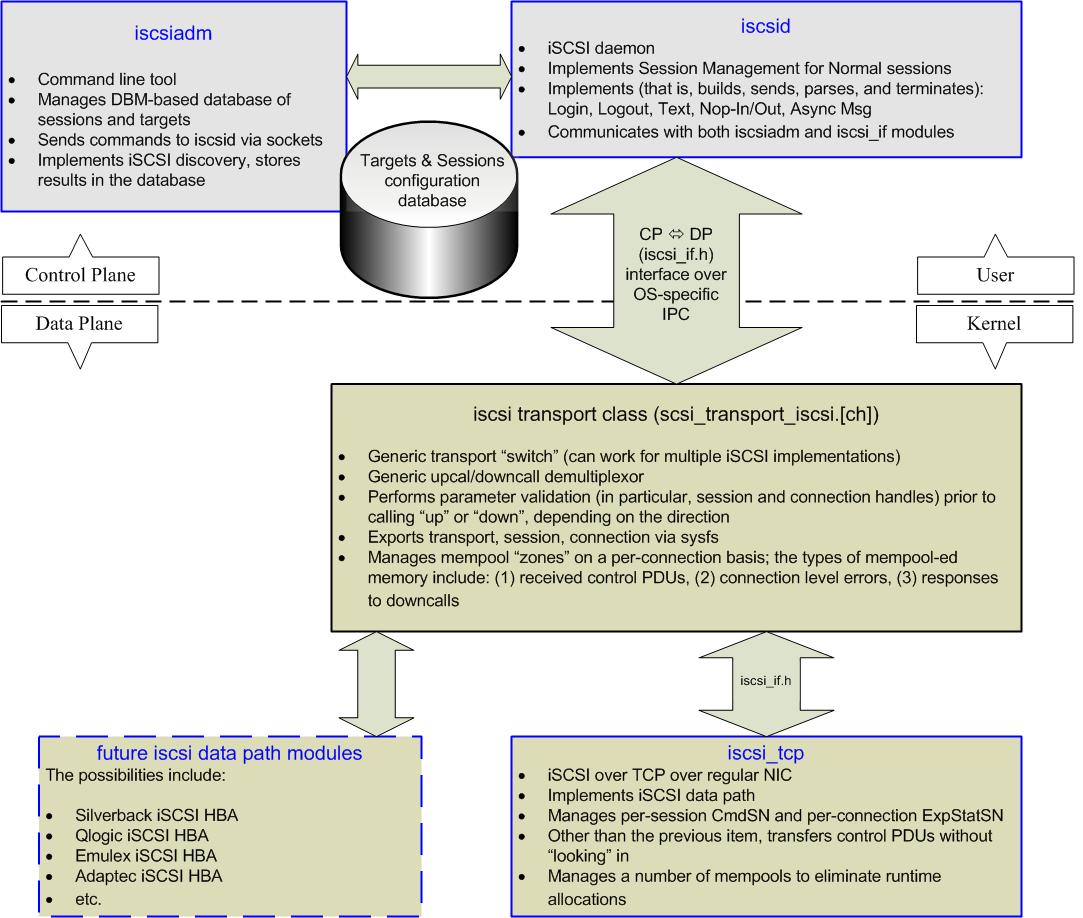 iscsiadm
• Command line tool
• Manages DBM-based database of
sessions and targets
• Sends commands to iscsid via sockets
• Implements iSCSI discovery, stores
results in the database
iscsid
• iSCSI daemon
• Implements Session Management for Normal sessions
• Implements (that is, builds, sends, parses, and terminates):
Login, Logout, Text, Nop-In/Out, Async Msg
• Communicates with both iscsiadm and iscsi_if modules
Targets & Sessions
configuration
database
CP ⇔ DP
(iscsi_if.h)
interface over
OS-specific
IPC
Control Plane
Data Plane
User
Kernel
iscsi transport class (scsi_transport_iscsi.[ch])
• Generic transport “switch” (can work for multiple iSCSI implementations)
• Generic upcal/downcall demultiplexor
• Performs parameter validation (in particular, session and connection handles) prior to
calling “up” or “down”, depending on the direction
• Exports transport, session, connection via sysfs
• Manages mempool “zones” on a per-connection basis; the types of mempool-ed
memory include: (1) received control PDUs, (2) connection level errors, (3) responses
to downcalls
iscsi_if.h
future iscsi data path modules
The possibilities include:
• Silverback iSCSI HBA
• Qlogic iSCSI HBA
• Emulex iSCSI HBA
• Adaptec iSCSI HBA
• etc.
iscsi_tcp
• iSCSI over TCP over regular NIC
• Implements iSCSI data path
• Manages per-session CmdSN and per-connection ExpStatSN
• Other than the previous item, transfers control PDUs without
“looking” in
• Manages a number of mempools to eliminate runtime
allocations